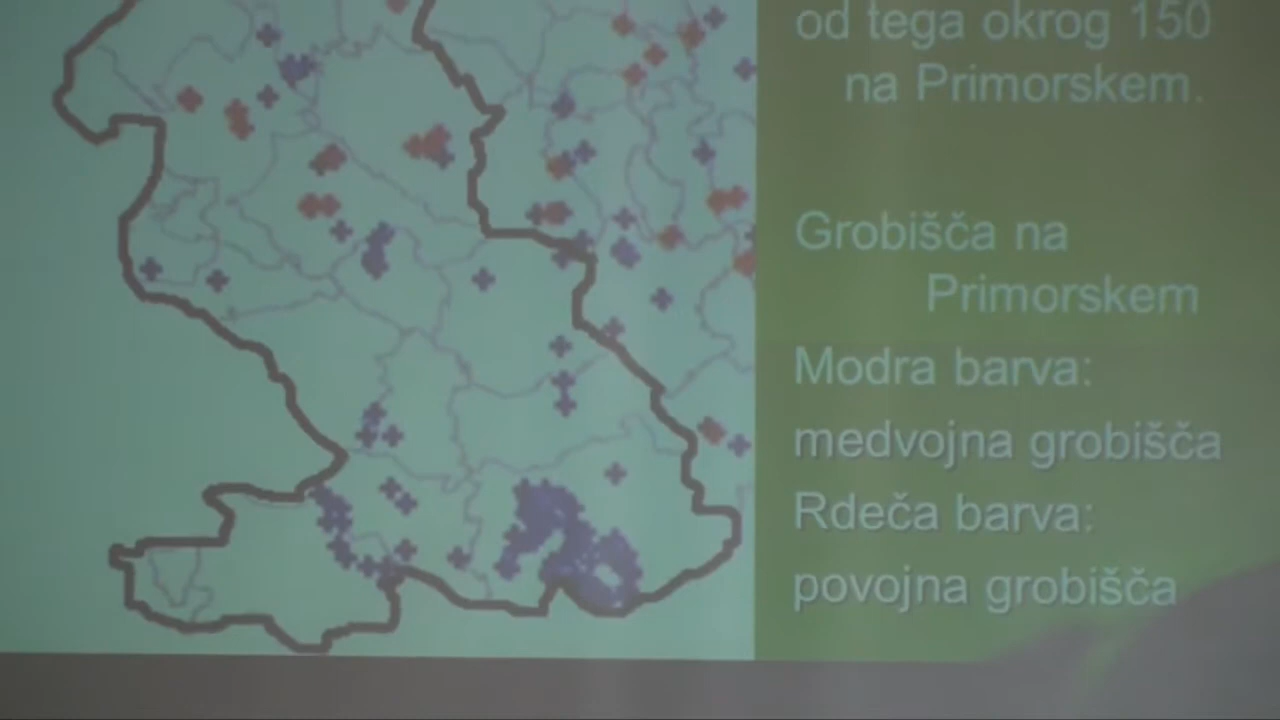 od tega okrog 150
na Primorskem.
Grobišča na
Primorskem
Modra barva:
medvojna grobišča
Rdeča barva:
povojna grobišča